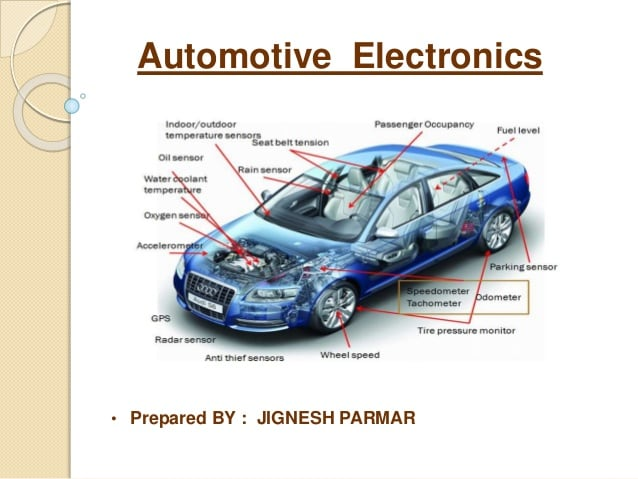 Automotive Electronics
Indoor/outdoor
temperature sensors
Passenger Occupancy
Fuel level
Seat belt tension
Oil sensor
Rain sensor
Water coolant
temperature
Oxygen sensor
Accelerometer
Parking sensor
Speedometer
Tachometer
Odometer
Audi S6
GPS
Tire pressure monitor
Radar sensor
Anti thief sensors
Wheel speed
• Prepared BY : JIGNESH PARMAR